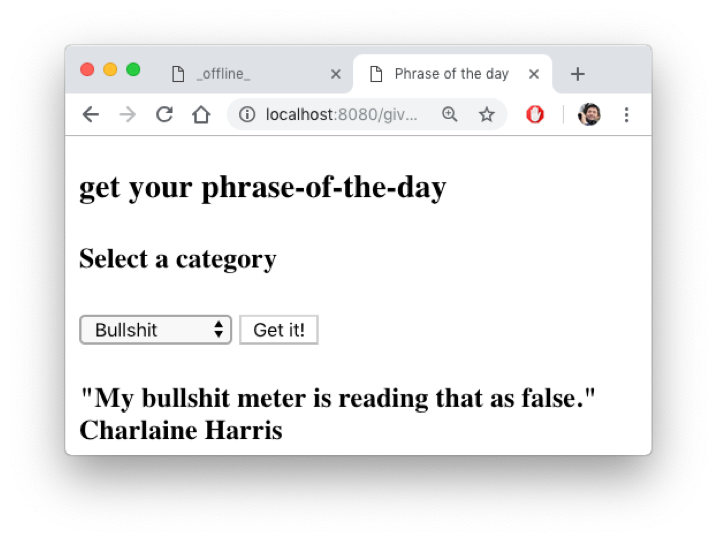 _offline_
Phrase of the day
localhost:8080/giv...
get your phrase-of-the-day
Select a category
Bullshit
Get it!
"My bullshit meter is reading that as false."
Charlaine Harris